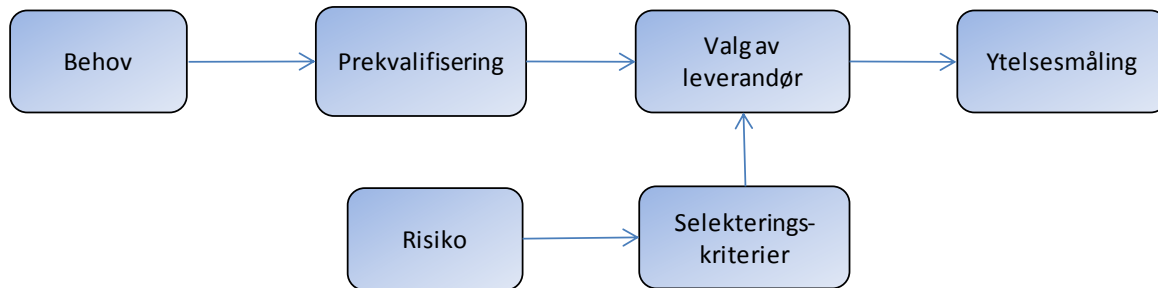 Behov
Prekvalifisering
Valg av
leverandør
Ytelsesmåling
Risiko
Selekterings-
kriterier